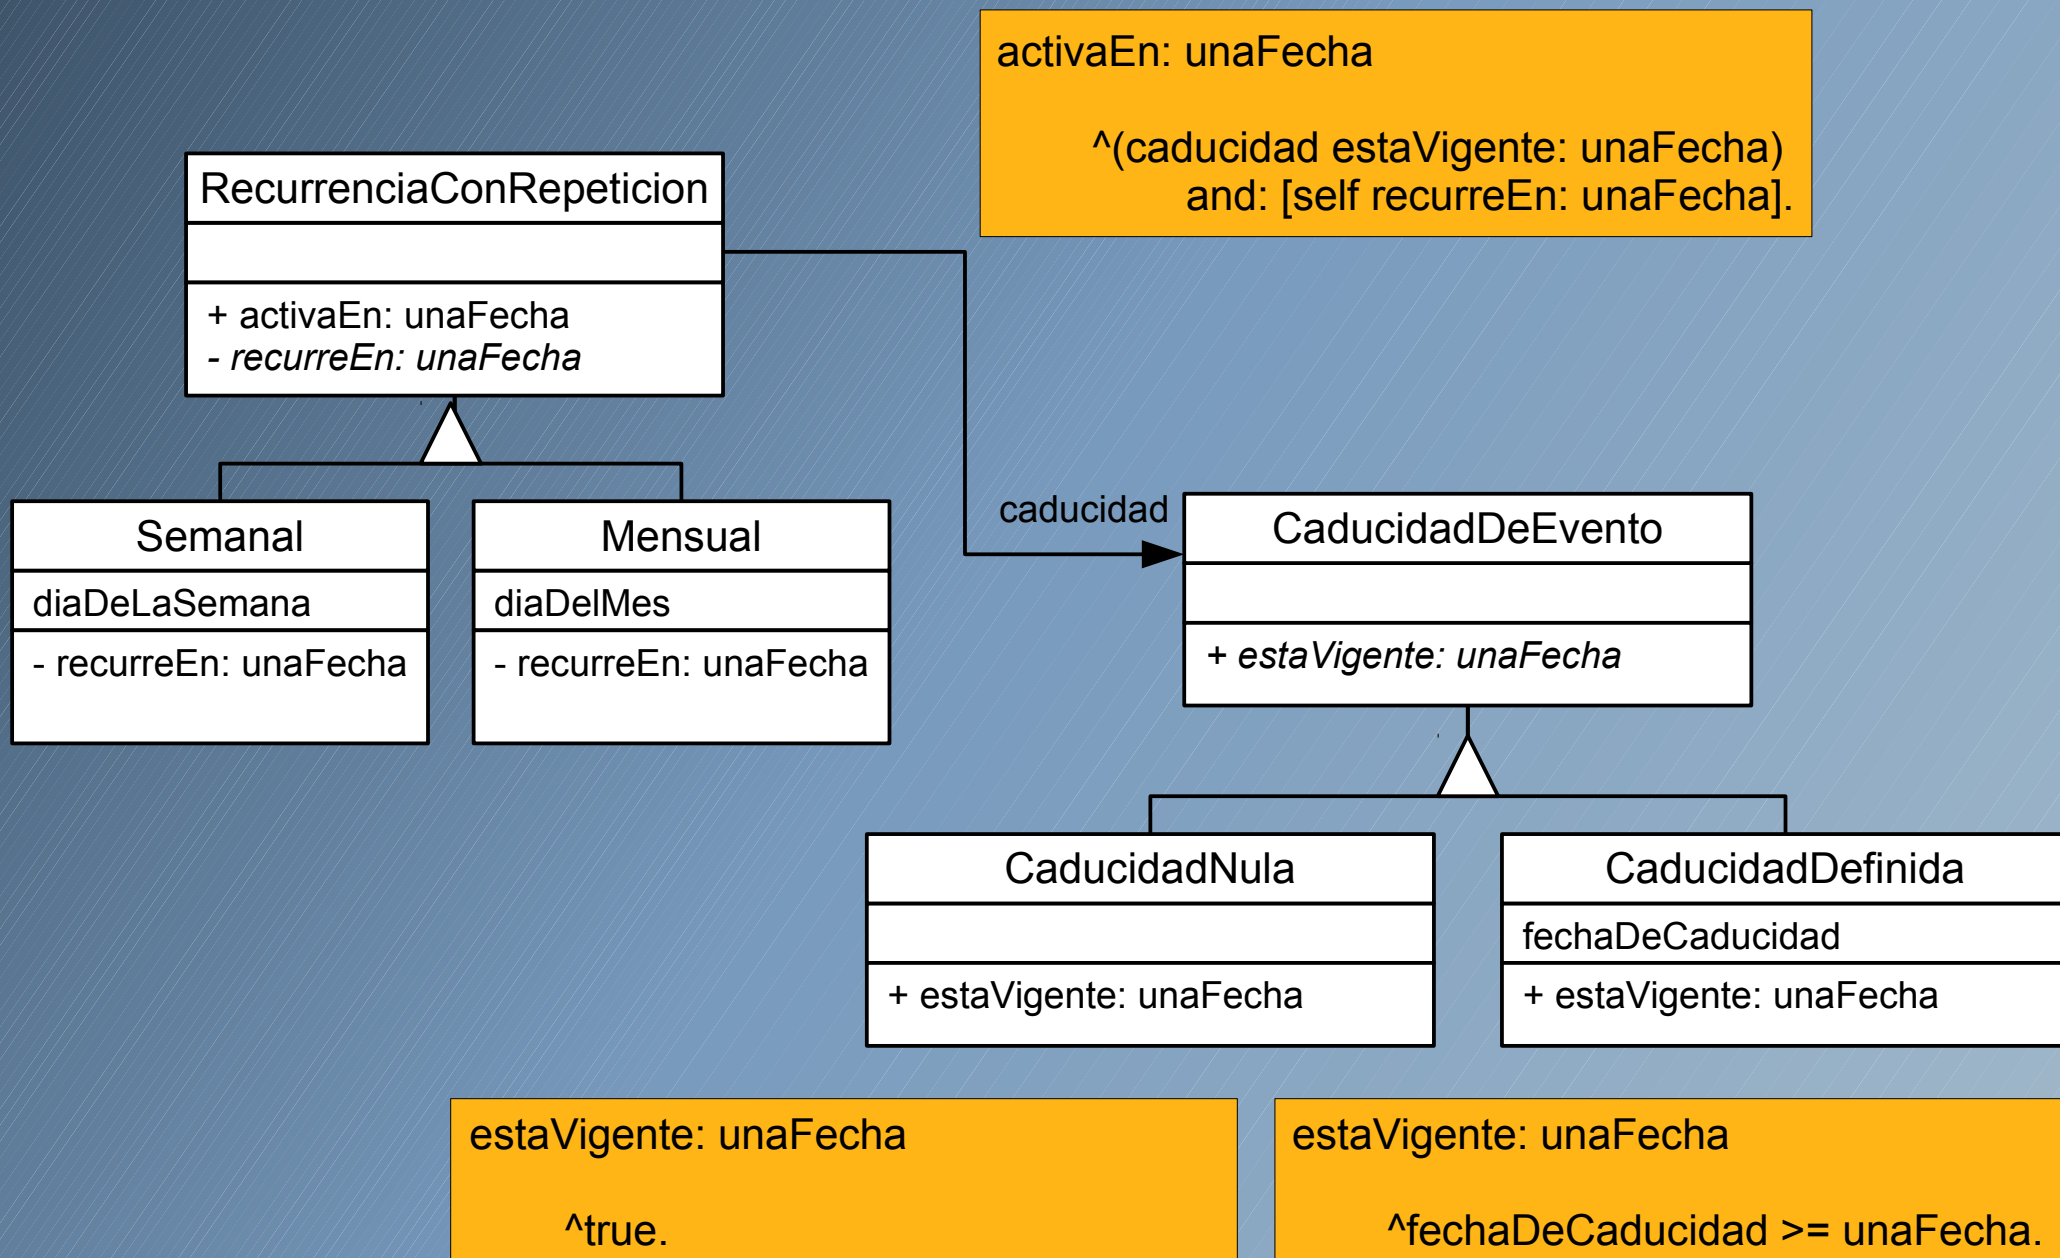 activaEn: unaFecha
^(caducidad estaVigente: unaFecha)
and: [self recurreEn: unaFecha].
RecurrenciaConRepeticion
+ activaEn: unaFecha
- recurreEn: unaFecha
Semanal
diaDeLaSemana
- recurreEn: unaFecha
Mensual
diaDelMes
- recurreEn: unaFecha
caducidad
CaducidadDeEvento
+ estaVigente: unaFecha
CaducidadNula
+ estaVigente: unaFecha
CaducidadDefinida
fechaDeCaducidad
+ estaVigente: unaFecha
estaVigente: unaFecha
^true.
estaVigente: unaFecha
^fechaDeCaducidad >= unaFecha.